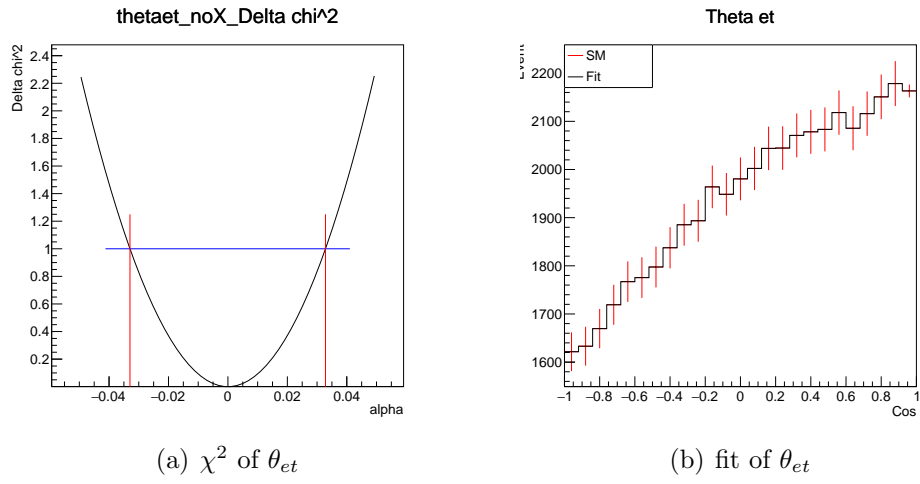 thetaet_noX_Delta chi^2
Delta chi^2
2.4
2.2
2
1.8
1.6
1.4
1.2
1
0.8
0.6
0.4
0.2
−0.04 −0.02 0 0.02 0.04
alpha
(a) χ² of θet
Theta et
Event
SM
Fit
2200
2100
2000
1900
1800
1700
1600
−1 −0.8 −0.6 −0.4 −0.2 0 0.2 0.4 0.6 0.8 1
Cos
(b) fit of θet